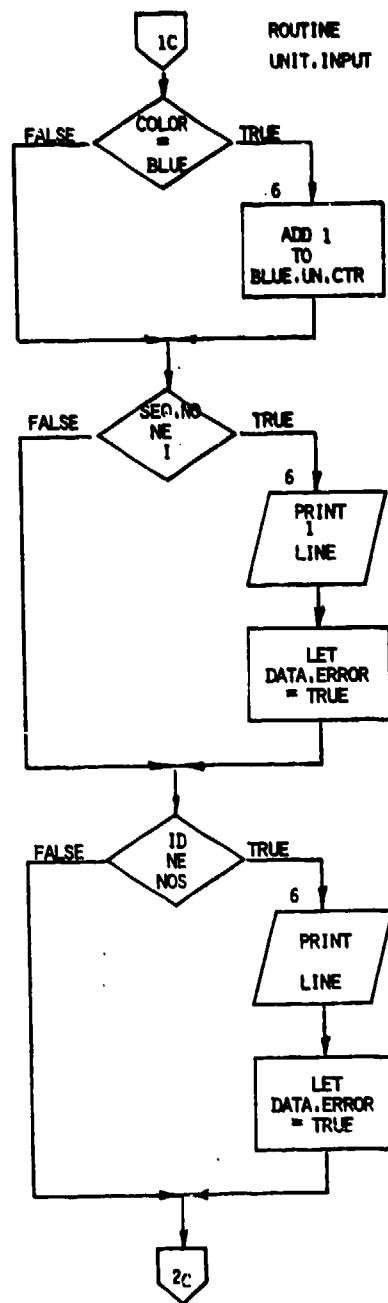 1C
ROUTINE
UNIT.INPUT
COLOR
=
BLUE
FALSE
TRUE
6
ADD 1
TO
BLUE.UN.CTR
SEQ.NO
NE
I
FALSE
TRUE
6
PRINT
1
LINE
LET
DATA.ERROR
= TRUE
ID
NE
NOS
FALSE
TRUE
6
PRINT
LINE
LET
DATA.ERROR
= TRUE
2C